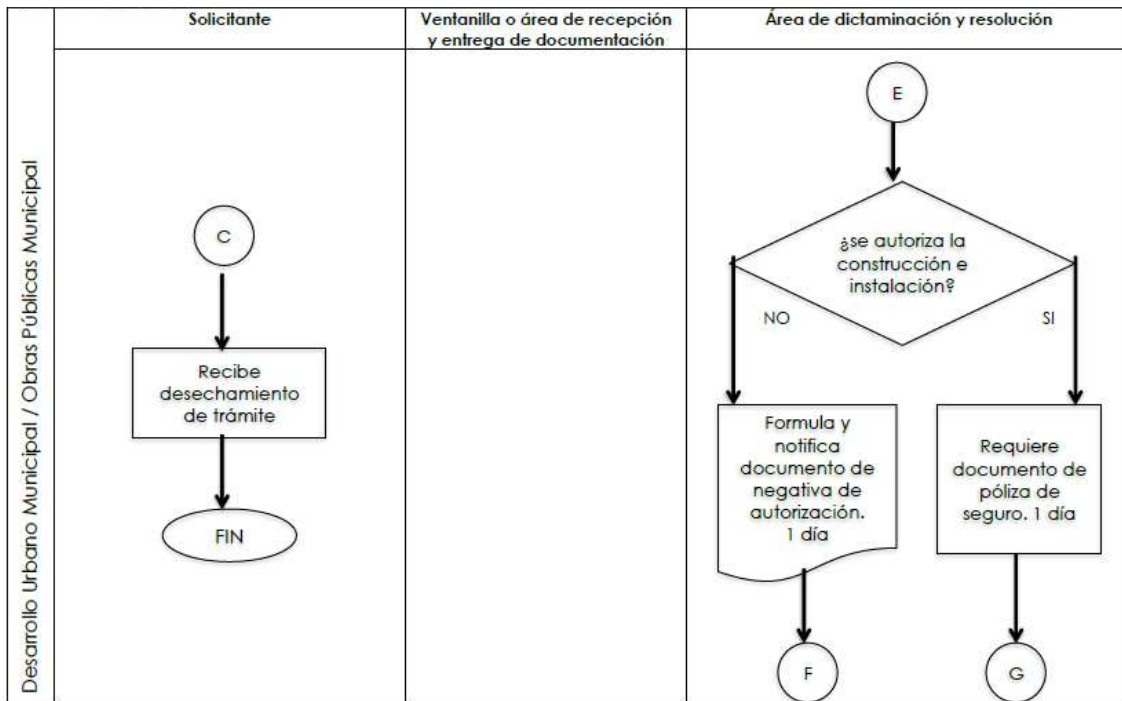 Solicitante
Ventanilla o área de recepción
y entrega de documentación
Área de dictaminación y resolución
Desarrollo Urbano Municipal / Obras Públicas Municipal
C
Recibe
desechamiento
de trámite
FIN
E
¿se autoriza la
construcción e
instalación?
NO
SI
Formula y
notifica
documento de
negativa de
autorización.
1 día
Requiere
documento de
póliza de
seguro. 1 día
F
G